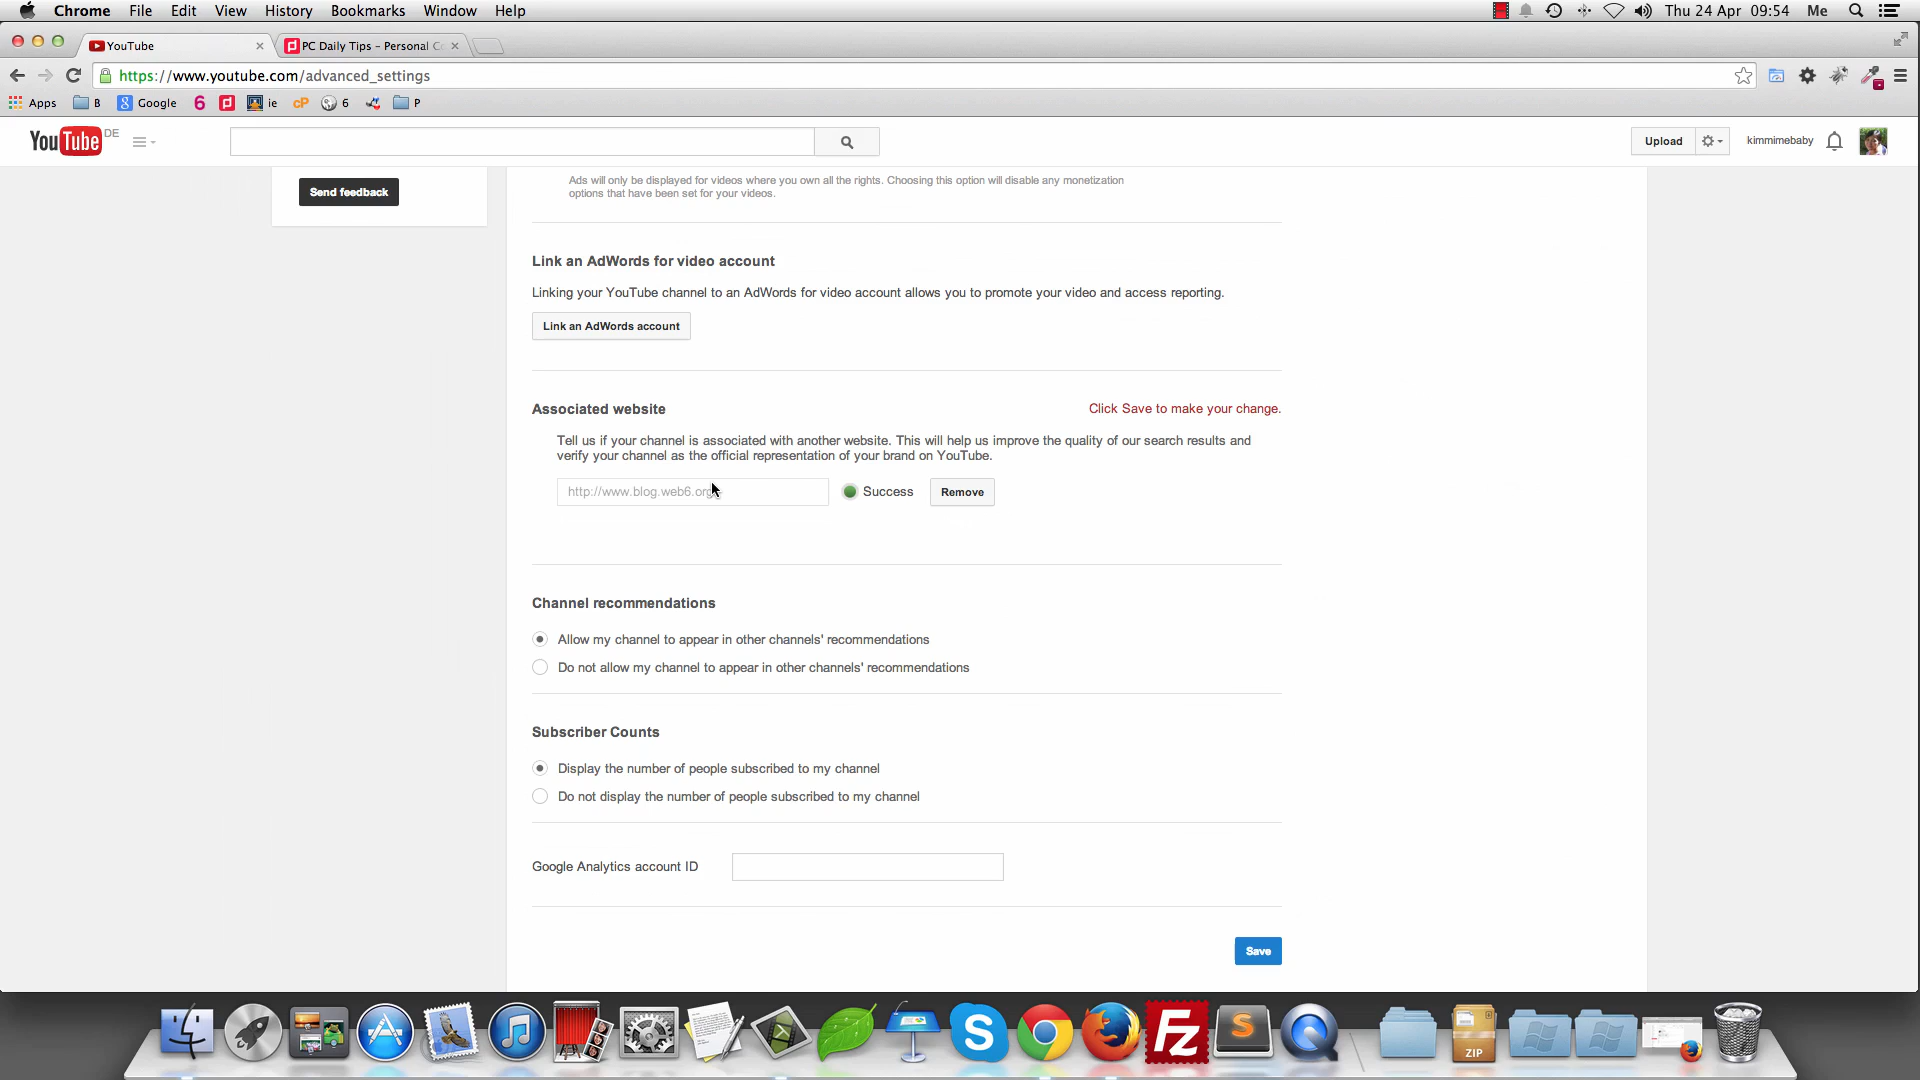 Chrome File Edit View History Bookmarks Window Help Thu 24 Apr 09:54 Me
YouTube PC Daily Tips - Personal C
https://www.youtube.com/advanced_settings
Apps B Google 6 ie cP 6 P
YouTube DE Upload kimmimebaby
Send feedback
Ads will only be displayed for videos where you own all the rights. Choosing this option will disable any monetization
options that have been set for your videos.
Link an AdWords for video account
Linking your YouTube channel to an AdWords for video account allows you to promote your video and access reporting.
Link an AdWords account
Associated website Click Save to make your change.
Tell us if your channel is associated with another website. This will help us improve the quality of our search results and
verify your channel as the official representation of your brand on YouTube.
http://www.blog.web6.org Success Remove
Channel recommendations
Allow my channel to appear in other channels' recommendations
Do not allow my channel to appear in other channels' recommendations
Subscriber Counts
Display the number of people subscribed to my channel
Do not display the number of people subscribed to my channel
Google Analytics account ID
Save
S Fz S ZIP